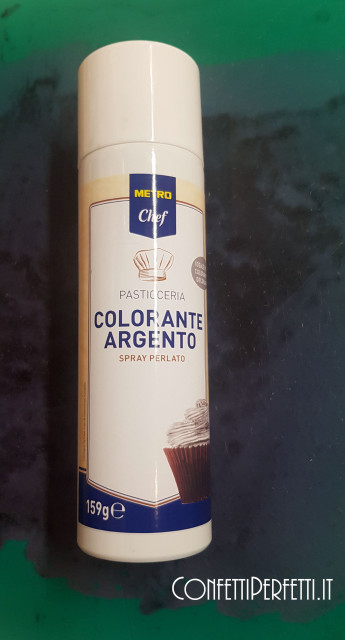 METRO
Chef
PASTICCERIA
COLORANTE
ARGENTO
SPRAY PERLATO
159g℮
CONFETTIPERFETTI.IT